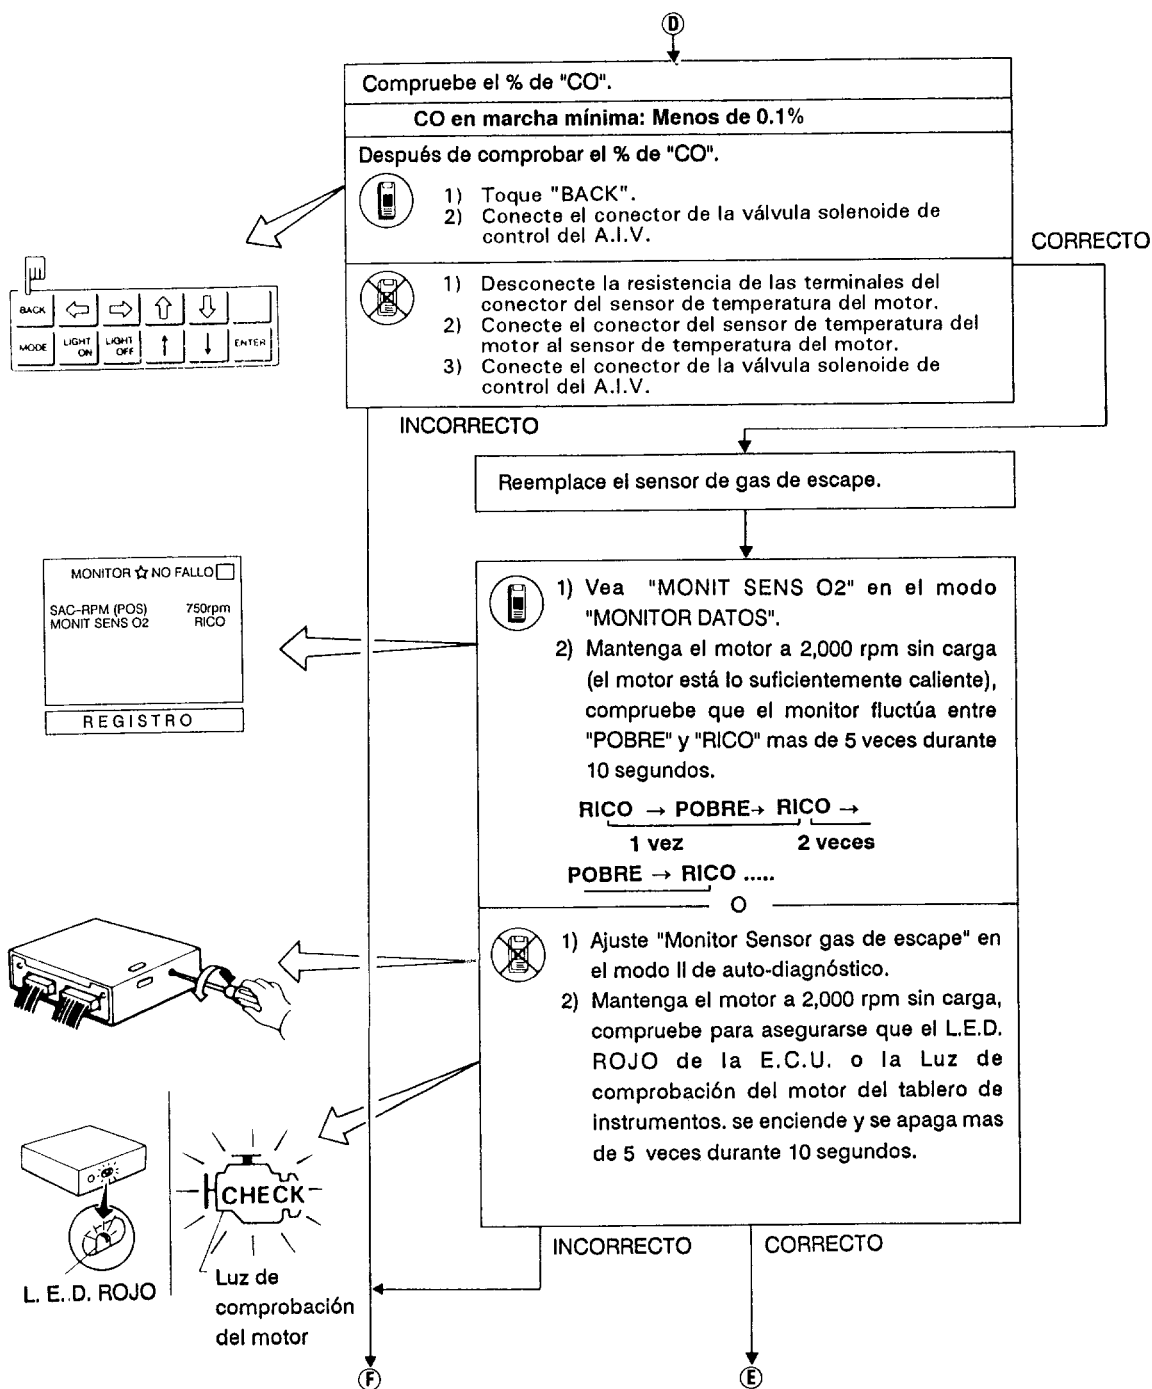 D
Compruebe el % de "CO".
CO en marcha mínima: Menos de 0.1%
Después de comprobar el % de "CO".
1) Toque "BACK".
2) Conecte el conector de la válvula solenoide de
control del A.I.V.
CORRECTO
1) Desconecte la resistencia de las terminales del
conector del sensor de temperatura del motor.
2) Conecte el conector del sensor de temperatura del
motor al sensor de temperatura del motor.
3) Conecte el conector de la válvula solenoide de
control del A.I.V.
BACK
MODE LIGHT ON LIGHT OFF ENTER
INCORRECTO
Reemplace el sensor de gas de escape.
MONITOR ☆ NO FALLO
SAC-RPM (POS) 750rpm
MONIT SENS O2 RICO
REGISTRO
1) Vea "MONIT SENS O2" en el modo
"MONITOR DATOS".
2) Mantenga el motor a 2,000 rpm sin carga
(el motor está lo suficientemente caliente),
compruebe que el monitor fluctúa entre
"POBRE" y "RICO" mas de 5 veces durante
10 segundos.
RICO → POBRE→ RICO →
1 vez 2 veces
POBRE → RICO .....
O
1) Ajuste "Monitor Sensor gas de escape" en
el modo II de auto-diagnóstico.
2) Mantenga el motor a 2,000 rpm sin carga,
compruebe para asegurarse que el L.E.D.
ROJO de la E.C.U. o la Luz de
comprobación del motor del tablero de
instrumentos. se enciende y se apaga mas
de 5 veces durante 10 segundos.
CHECK
L. E. D. ROJO
Luz de
comprobación
del motor
INCORRECTO
CORRECTO
F
E